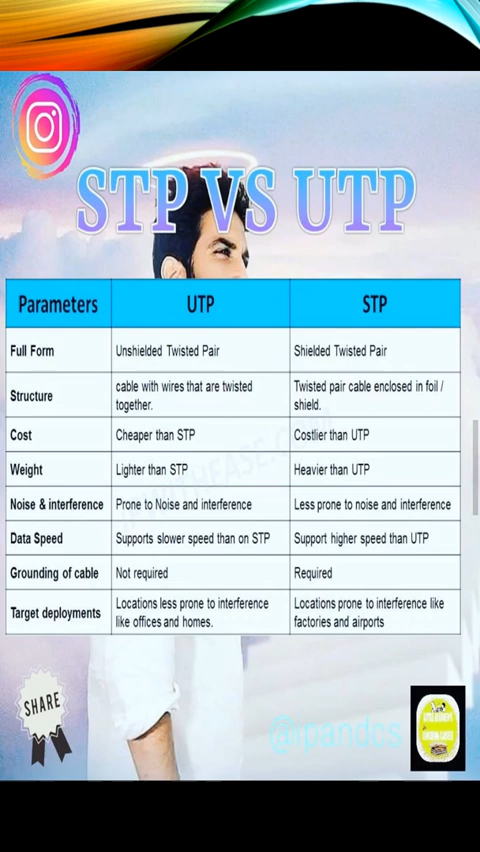 STP VS UTP
Parameters UTP STP
Full Form Unshielded Twisted Pair Shielded Twisted Pair
Structure cable with wires that are twisted together. Twisted pair cable enclosed in foil / shield.
Cost Cheaper than STP Costlier than UTP
Weight Lighter than STP Heavier than UTP
Noise & interference Prone to Noise and interference Less prone to noise and interference
Data Speed Supports slower speed than on STP Support higher speed than UTP
Grounding of cable Not required Required
Target deployments Locations less prone to interference like offices and homes. Locations prone to interference like factories and airports
SHARE
@ipandcs